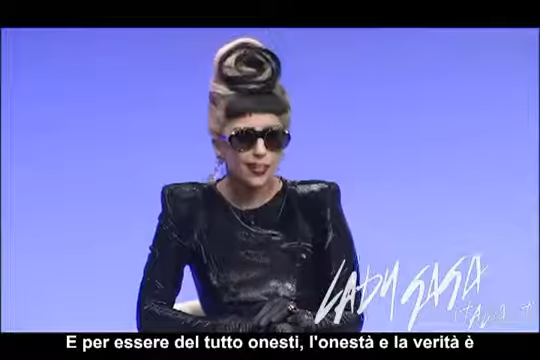 LADY GAGA
ITALIA
E per essere del tutto onesti, l'onestà e la verità è